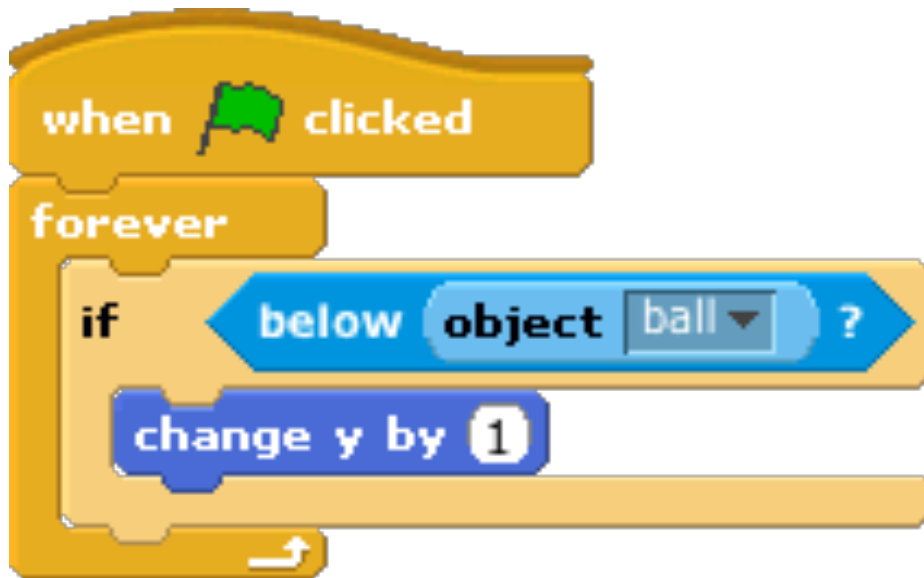 when clicked
forever
if below object ball ?
change y by 1